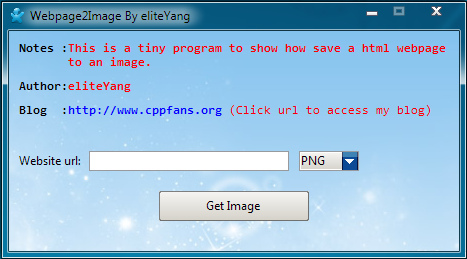 Webpage2Image By eliteYang
Notes :This is a tiny program to show how save a html webpage
to an image.
Author:eliteYang
Blog :http://www.cppfans.org (Click url to access my blog)
Website url: PNG
Get Image